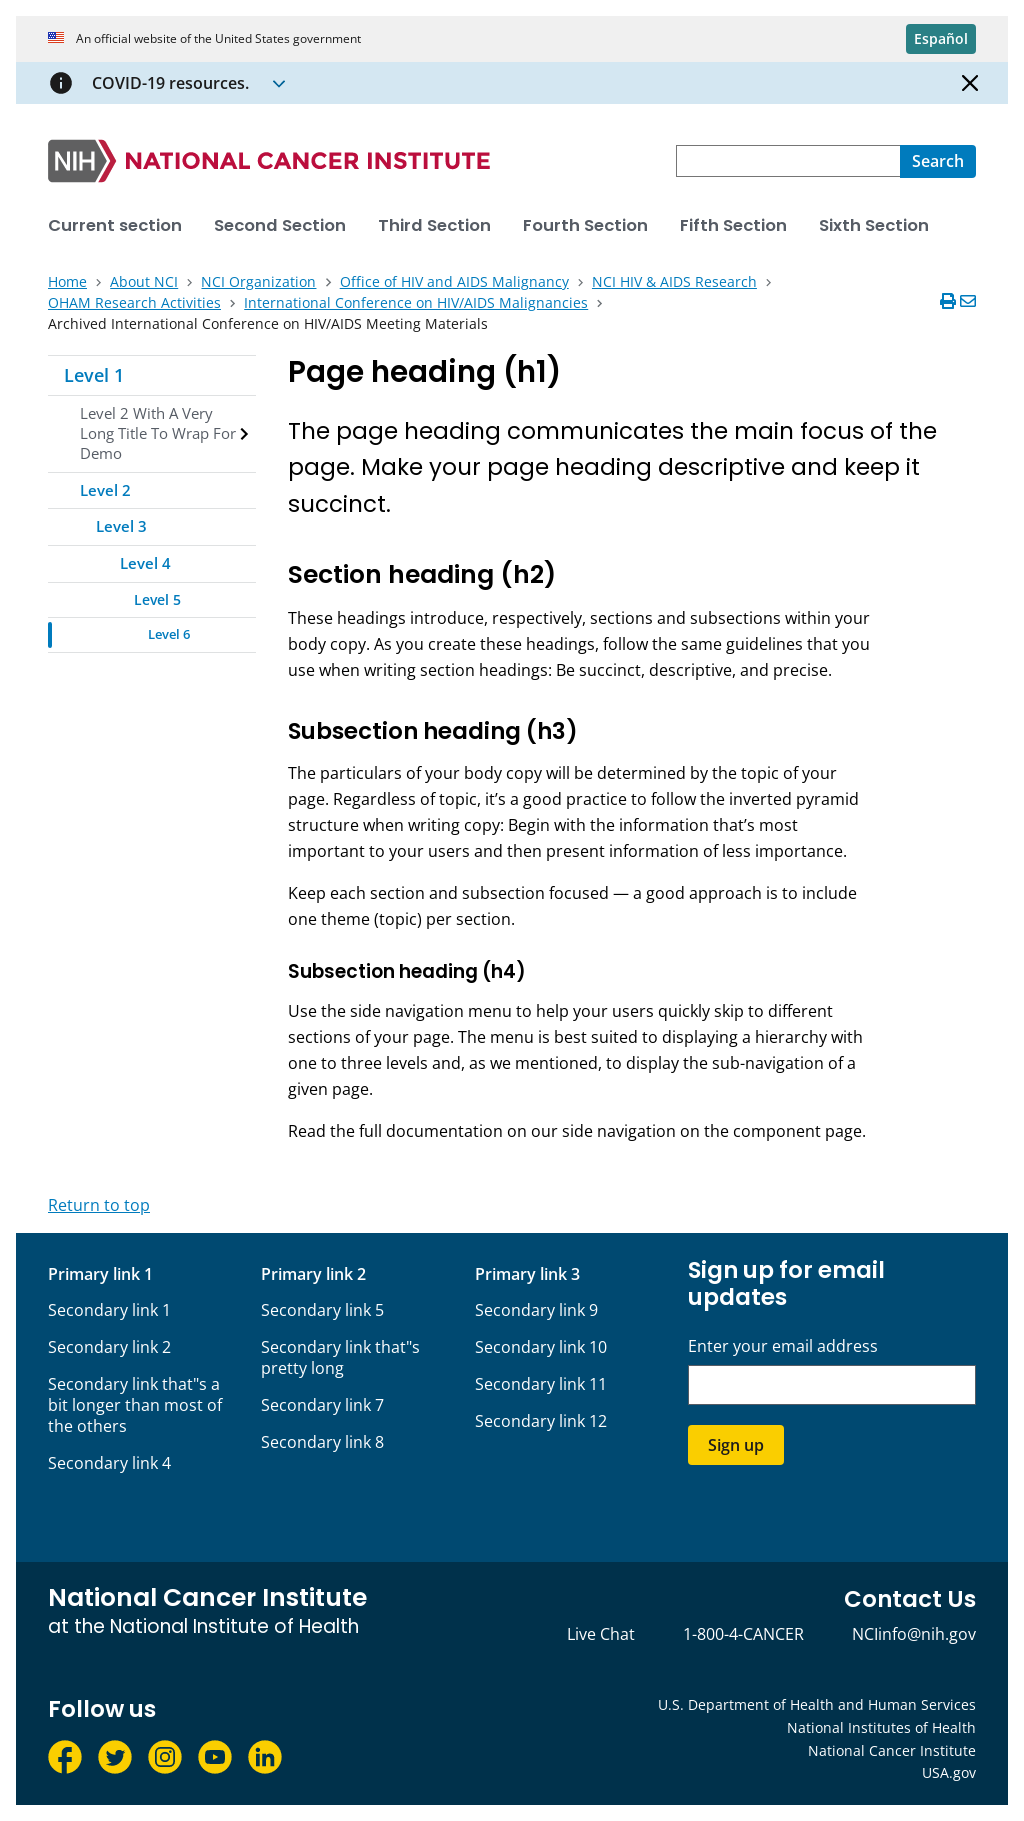 An official website of the United States government
Español
COVID-19 resources.
NIH NATIONAL CANCER INSTITUTE
Search
Current section Second Section Third Section Fourth Section Fifth Section Sixth Section
Home > About NCI > NCI Organization > Office of HIV and AIDS Malignancy > NCI HIV & AIDS Research >
OHAM Research Activities > International Conference on HIV/AIDS Malignancies >
Archived International Conference on HIV/AIDS Meeting Materials
Level 1
Level 2 With A Very
Long Title To Wrap For
Demo
Level 2
Level 3
Level 4
Level 5
Level 6
Page heading (h1)
The page heading communicates the main focus of the
page. Make your page heading descriptive and keep it
succinct.
Section heading (h2)
These headings introduce, respectively, sections and subsections within your
body copy. As you create these headings, follow the same guidelines that you
use when writing section headings: Be succinct, descriptive, and precise.
Subsection heading (h3)
The particulars of your body copy will be determined by the topic of your
page. Regardless of topic, it’s a good practice to follow the inverted pyramid
structure when writing copy: Begin with the information that’s most
important to your users and then present information of less importance.
Keep each section and subsection focused — a good approach is to include
one theme (topic) per section.
Subsection heading (h4)
Use the side navigation menu to help your users quickly skip to different
sections of your page. The menu is best suited to displaying a hierarchy with
one to three levels and, as we mentioned, to display the sub-navigation of a
given page.
Read the full documentation on our side navigation on the component page.
Return to top
Primary link 1
Secondary link 1
Secondary link 2
Secondary link that"s a
bit longer than most of
the others
Secondary link 4
Primary link 2
Secondary link 5
Secondary link that"s
pretty long
Secondary link 7
Secondary link 8
Primary link 3
Secondary link 9
Secondary link 10
Secondary link 11
Secondary link 12
Sign up for email
updates
Enter your email address
Sign up
National Cancer Institute
at the National Institute of Health
Contact Us
Live Chat 1-800-4-CANCER NCIinfo@nih.gov
Follow us
U.S. Department of Health and Human Services
National Institutes of Health
National Cancer Institute
USA.gov